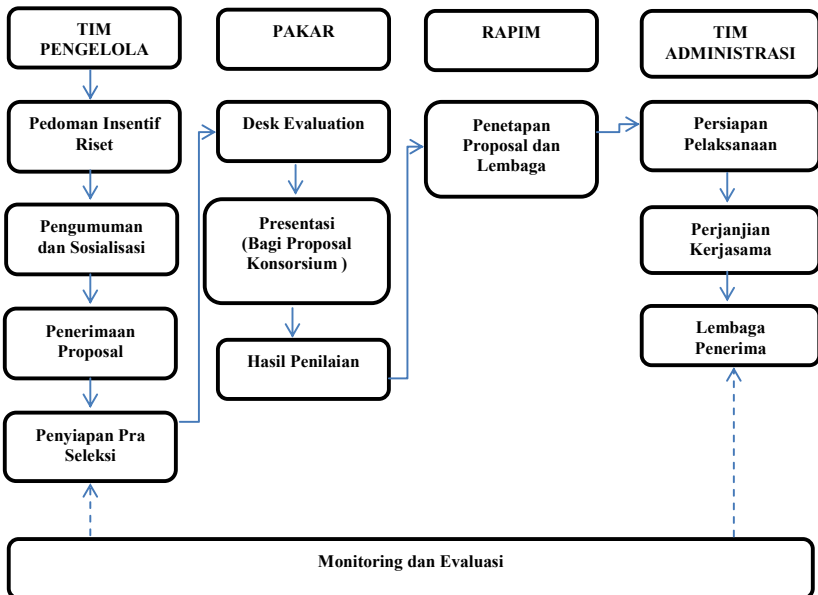 TIM
PENGELOLA
PAKAR
RAPIM
TIM
ADMINISTRASI
Pedoman Insentif
Riset
Pengumuman
dan Sosialisasi
Penerimaan
Proposal
Penyiapan Pra
Seleksi
Desk Evaluation
Presentasi
(Bagi Proposal
Konsorsium )
Hasil Penilaian
Penetapan
Proposal dan
Lembaga
Persiapan
Pelaksanaan
Perjanjian
Kerjasama
Lembaga
Penerima
Monitoring dan Evaluasi